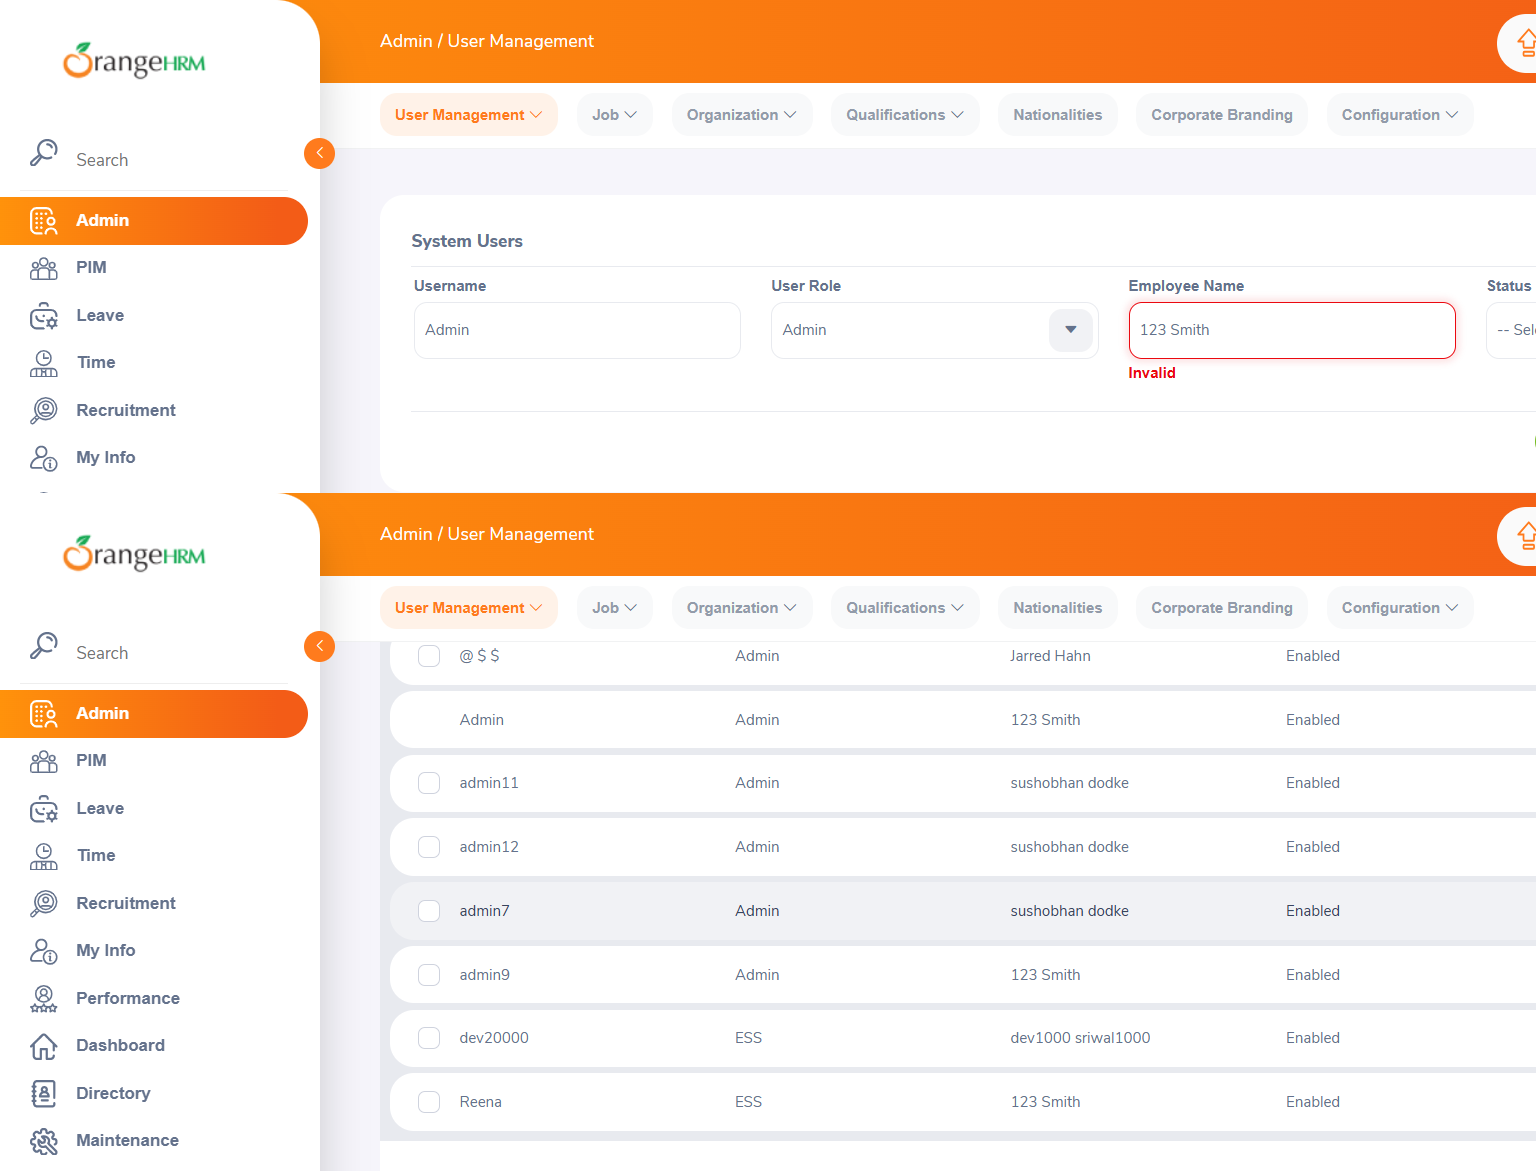 OrangeHRM
Admin / User Management
User Management Job Organization Qualifications Nationalities Corporate Branding Configuration
Search
Admin
PIM
Leave
Time
Recruitment
My Info
System Users
Username User Role Employee Name Status
Admin Admin 123 Smith --
Invalid
OrangeHRM
Admin / User Management
User Management Job Organization Qualifications Nationalities Corporate Branding Configuration
Search
Admin
PIM
Leave
Time
Recruitment
My Info
Performance
Dashboard
Directory
Maintenance
@ $ $ Admin Jarred Hahn Enabled
Admin Admin 123 Smith Enabled
admin11 Admin sushobhan dodke Enabled
admin12 Admin sushobhan dodke Enabled
admin7 Admin sushobhan dodke Enabled
admin9 Admin 123 Smith Enabled
dev20000 ESS dev1000 sriwal1000 Enabled
Reena ESS 123 Smith Enabled